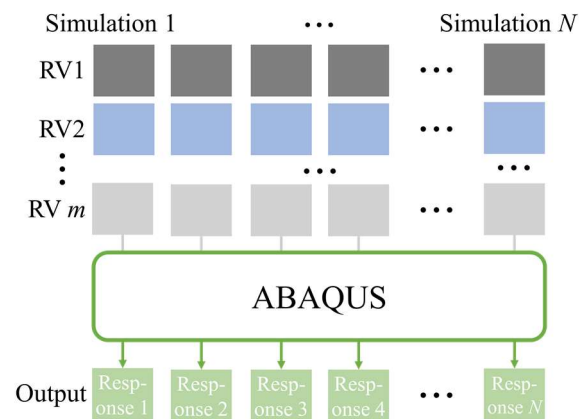 Simulation 1 ... Simulation N
RV1 ...
RV2 ...
... ... ...
RV m ...
ABAQUS
Output
Resp-
onse 1
Resp-
onse 2
Resp-
onse 3
Resp-
onse 4
...
Resp-
onse N